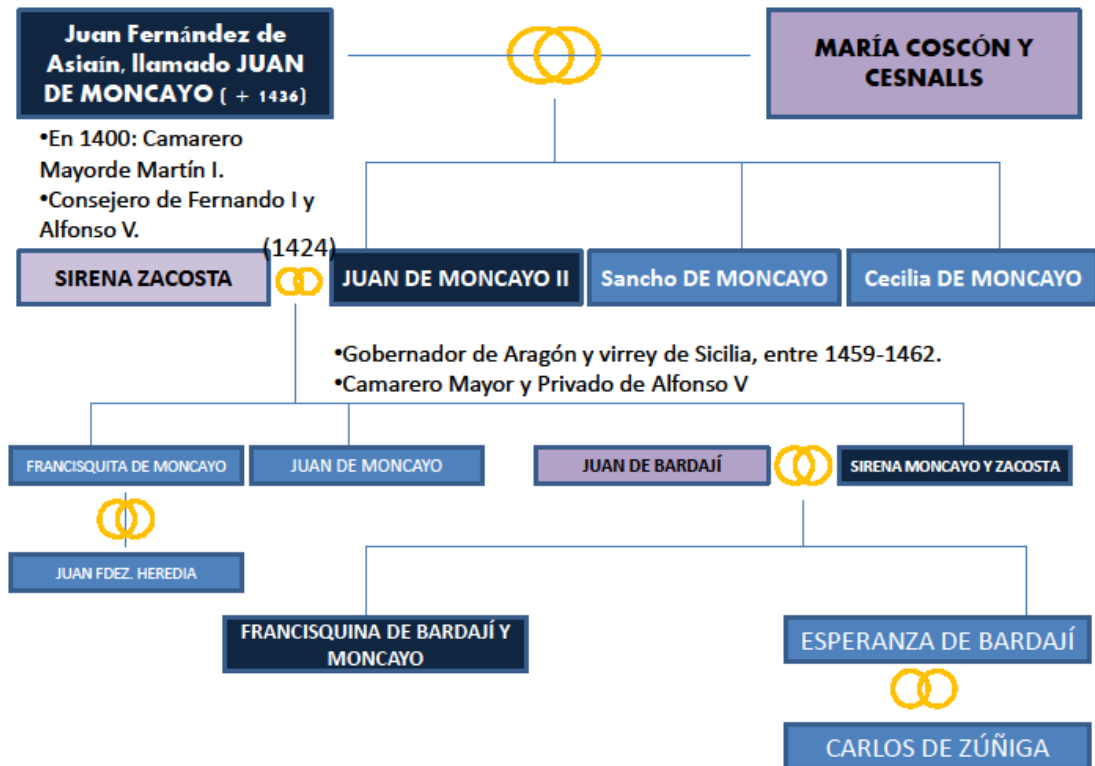 Juan Fernández de
Asiaín, llamado JUAN
DE MONCAYO ( + 1436)
MARÍA COSCÓN Y
CESNALLS
•En 1400: Camarero
Mayorde Martín I.
•Consejero de Fernando I y
Alfonso V.
(1424)
SIRENA ZACOSTA
JUAN DE MONCAYO II
Sancho DE MONCAYO
Cecilia DE MONCAYO
•Gobernador de Aragón y virrey de Sicilia, entre 1459-1462.
•Camarero Mayor y Privado de Alfonso V
FRANCISQUITA DE MONCAYO
JUAN DE MONCAYO
JUAN DE BARDAJÍ
SIRENA MONCAYO Y ZACOSTA
JUAN FDEZ. HEREDIA
FRANCISQUINA DE BARDAJÍ Y
MONCAYO
ESPERANZA DE BARDAJÍ
CARLOS DE ZÚÑIGA